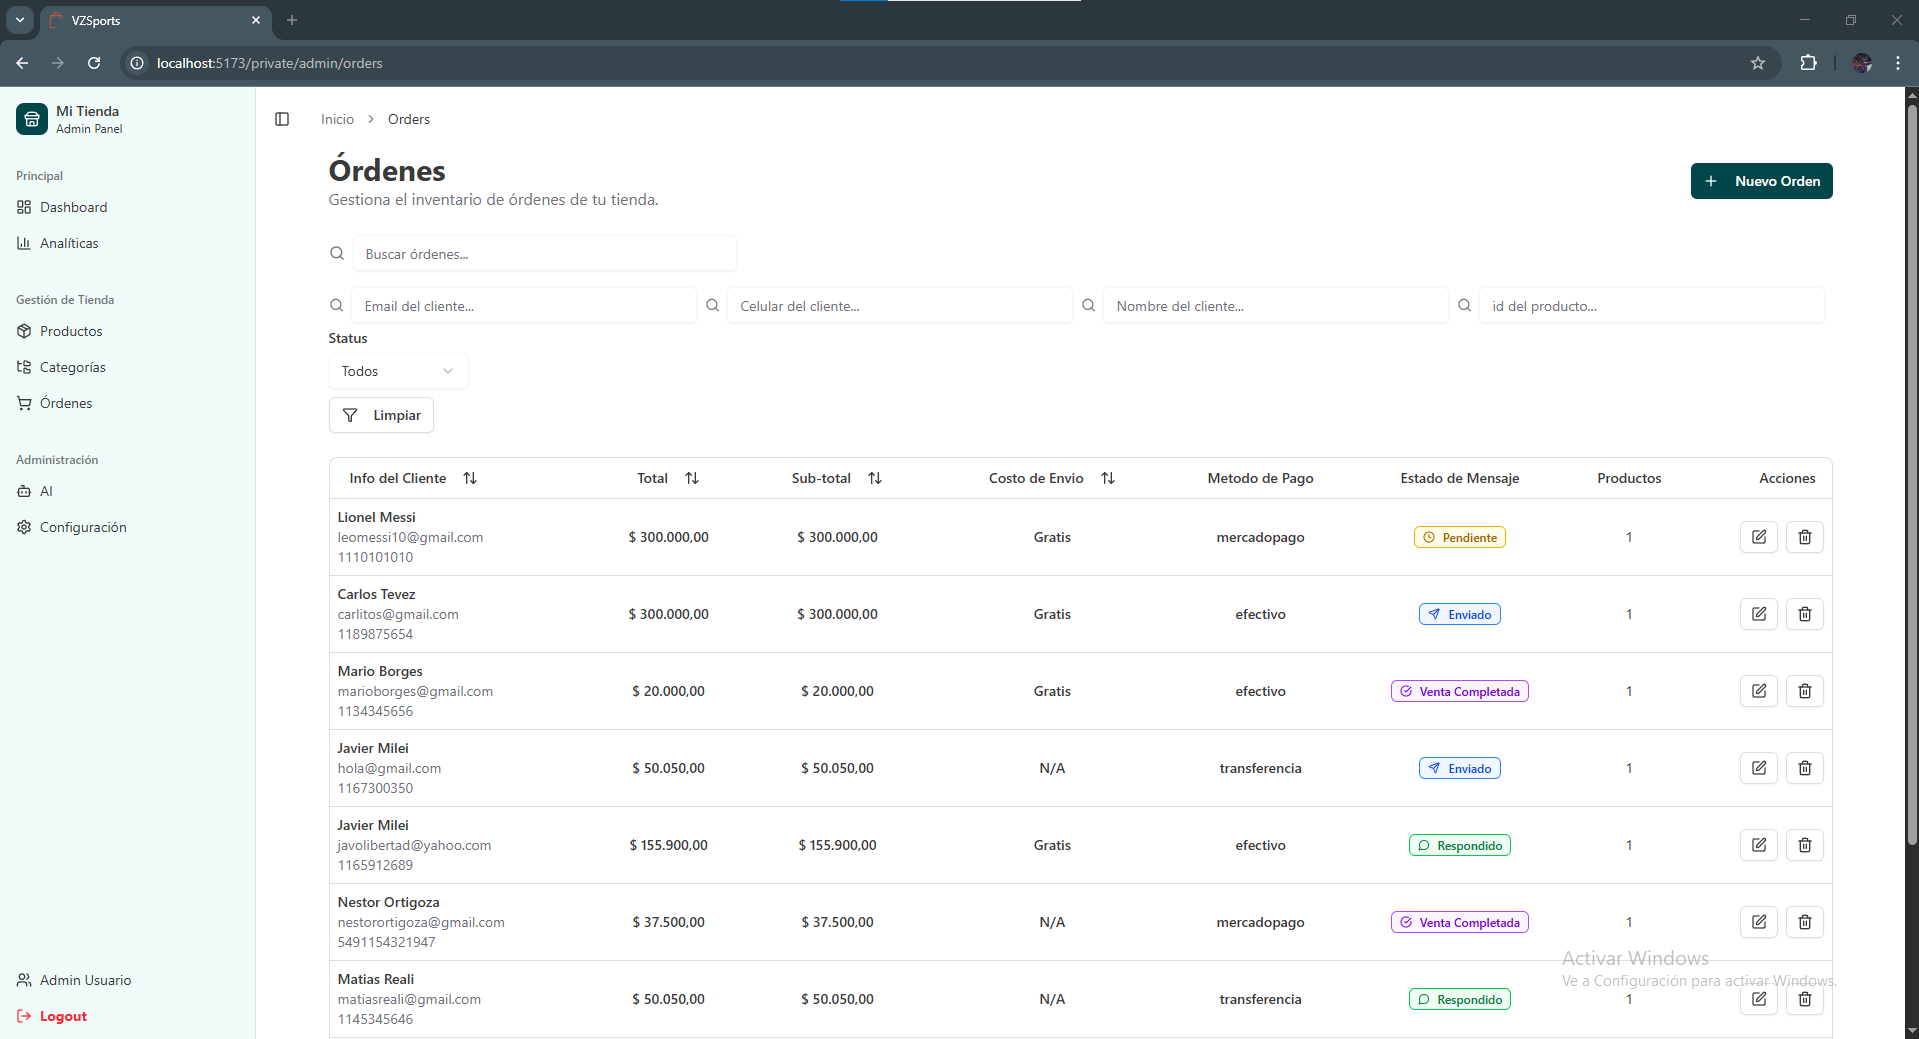 VZSports
localhost:5173/private/admin/orders
Mi Tienda
Admin Panel
Principal
Dashboard
Analíticas
Gestión de Tienda
Productos
Categorías
Órdenes
Administración
AI
Configuración
Admin Usuario
Logout
Inicio > Orders
Órdenes
Gestiona el inventario de órdenes de tu tienda.
+ Nuevo Orden
Buscar órdenes...
Email del cliente... Celular del cliente... Nombre del cliente... id del producto...
Status
Todos
Limpiar
Info del Cliente Total Sub-total Costo de Envio Metodo de Pago Estado de Mensaje Productos Acciones
Lionel Messi
leomessi10@gmail.com
1110101010
$ 300.000,00 $ 300.000,00 Gratis mercadopago Pendiente 1
Carlos Tevez
carlitos@gmail.com
1189875654
$ 300.000,00 $ 300.000,00 Gratis efectivo Enviado 1
Mario Borges
marioborges@gmail.com
1134345656
$ 20.000,00 $ 20.000,00 Gratis efectivo Venta Completada 1
Javier Milei
hola@gmail.com
1167300350
$ 50.050,00 $ 50.050,00 N/A transferencia Enviado 1
Javier Milei
javolibertad@yahoo.com
1165912689
$ 155.900,00 $ 155.900,00 Gratis efectivo Respondido 1
Nestor Ortigoza
nestorortigoza@gmail.com
5491154321947
$ 37.500,00 $ 37.500,00 N/A mercadopago Venta Completada 1
Matias Reali
matiasreali@gmail.com
1145345646
$ 50.050,00 $ 50.050,00 N/A transferencia Respondido 1
Activar Windows
Ve a Configuración para activar Windows.